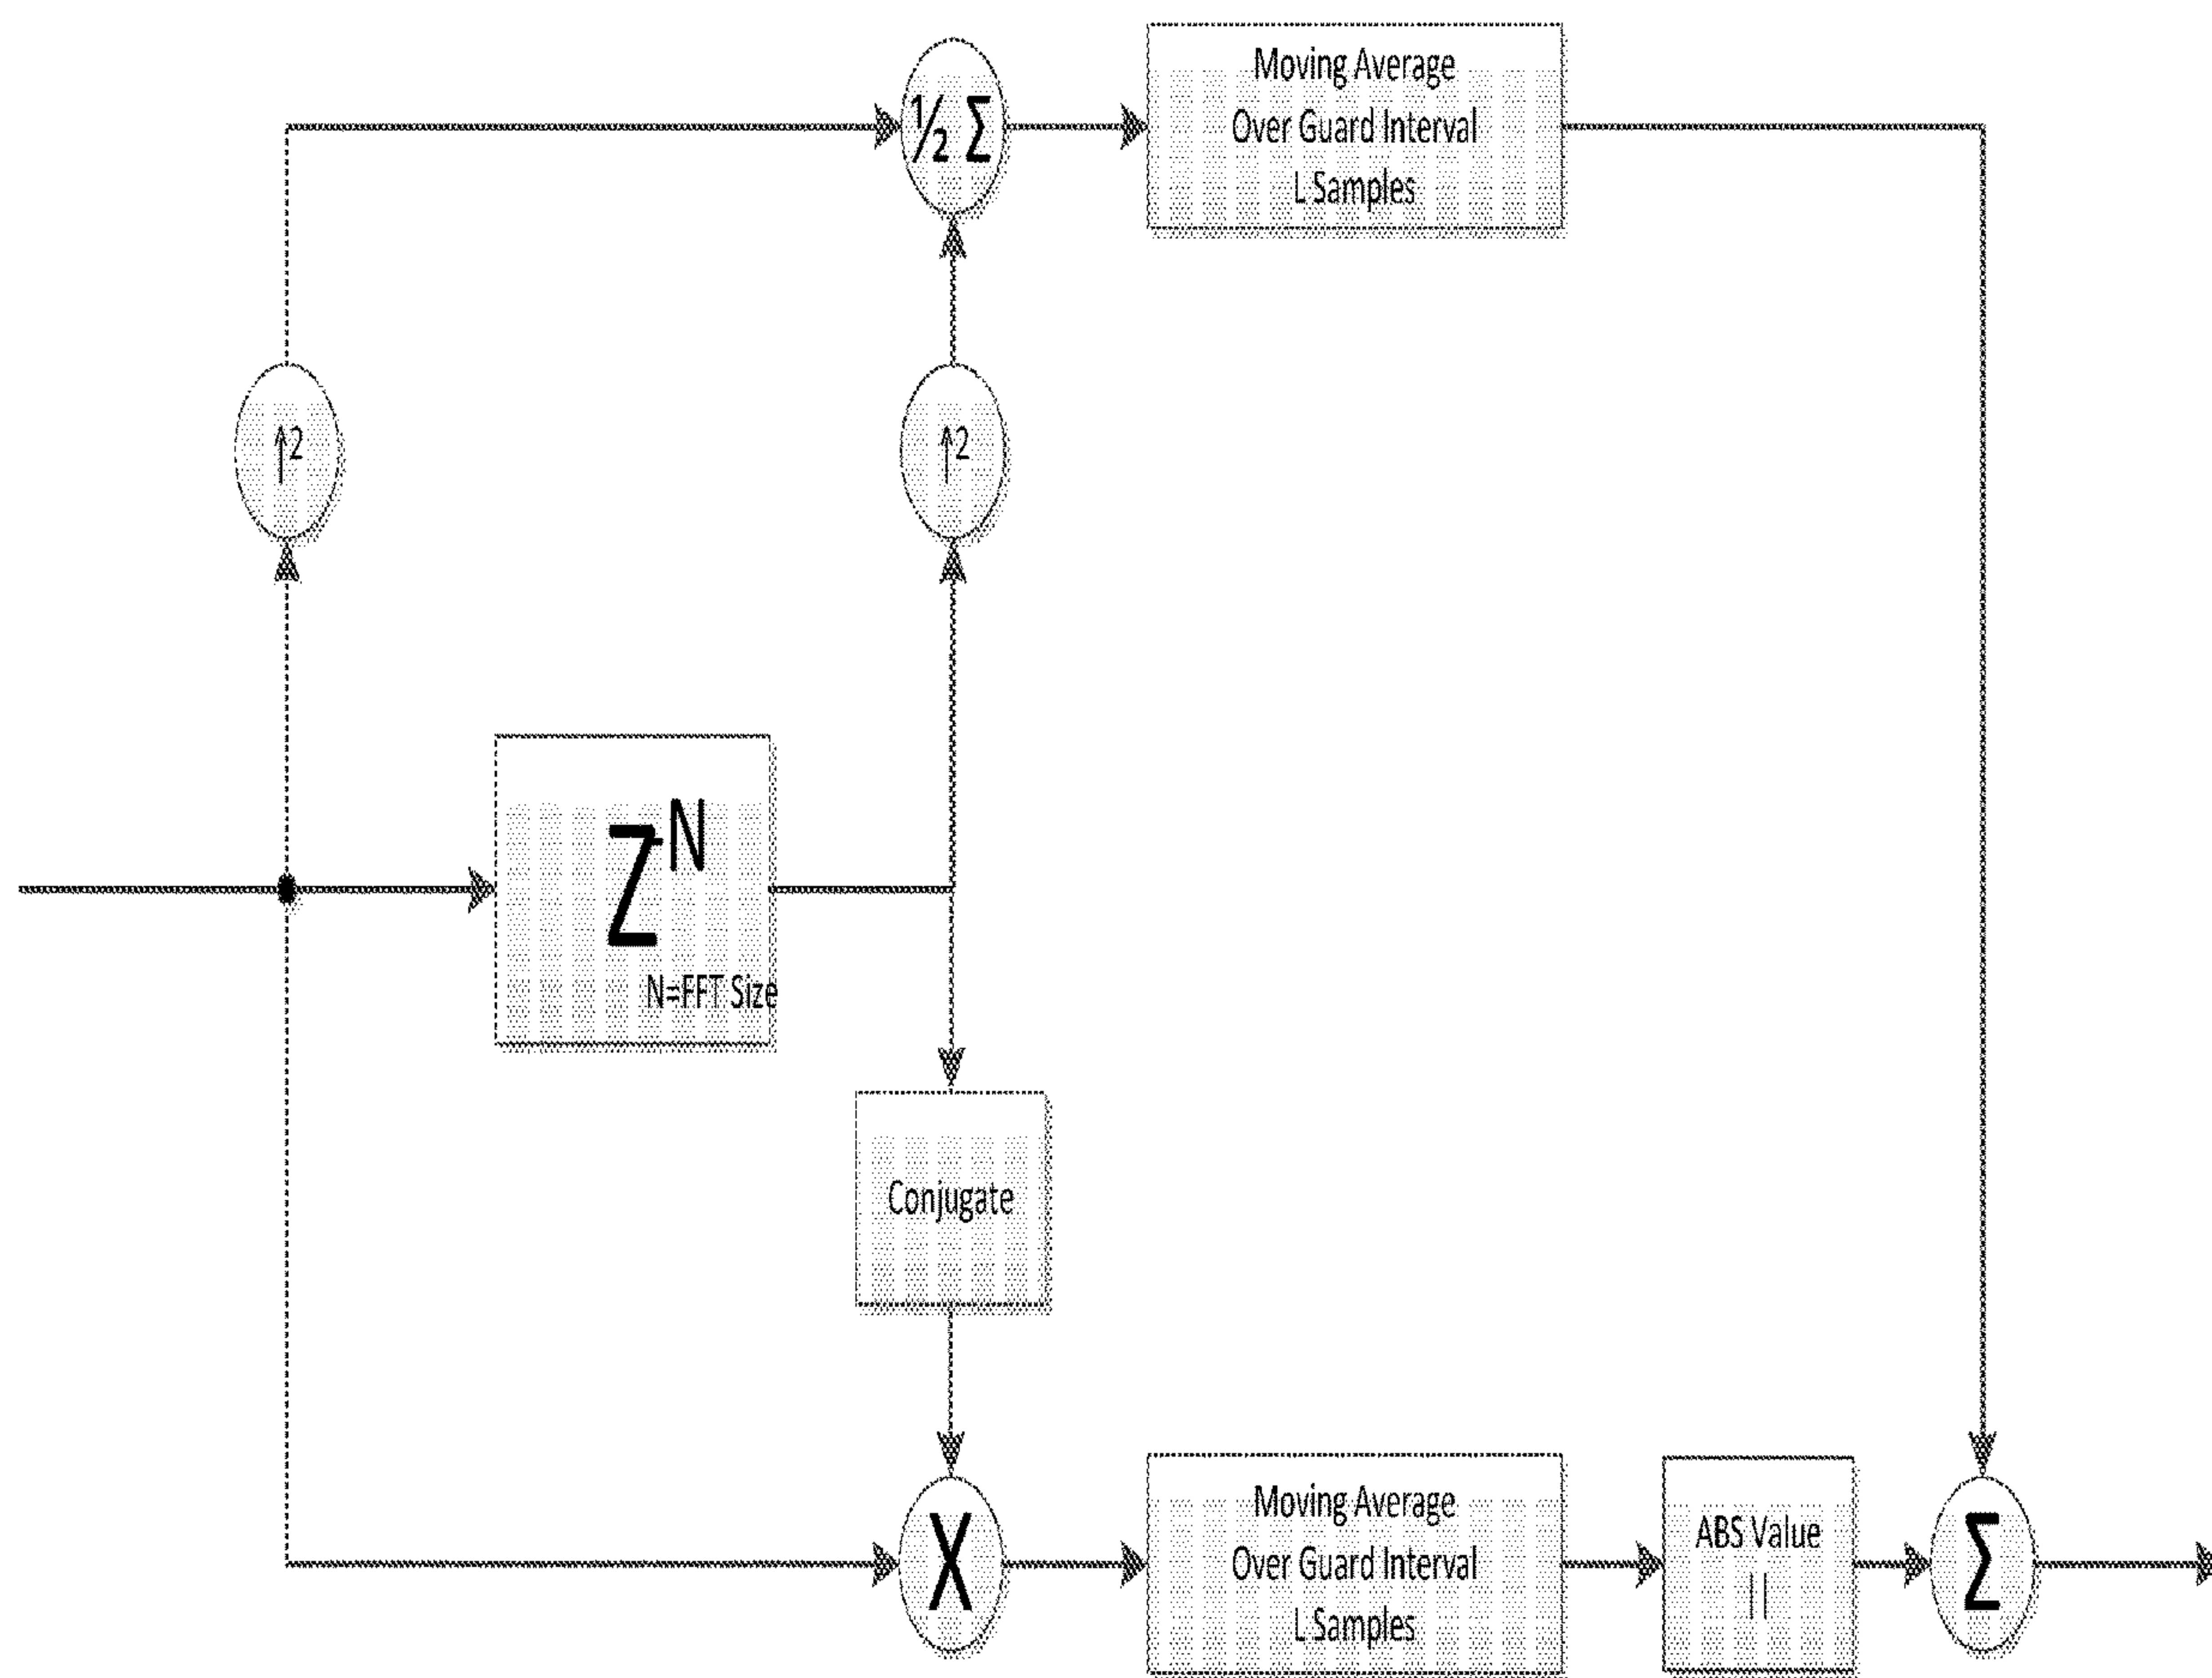 ½ Σ
Moving Average
Over Guard Interval
L Samples
↑2
↑2
Z-N
N=FFT Size
Conjugate
X
Moving Average
Over Guard Interval
L Samples
ABS Value
||
Σ